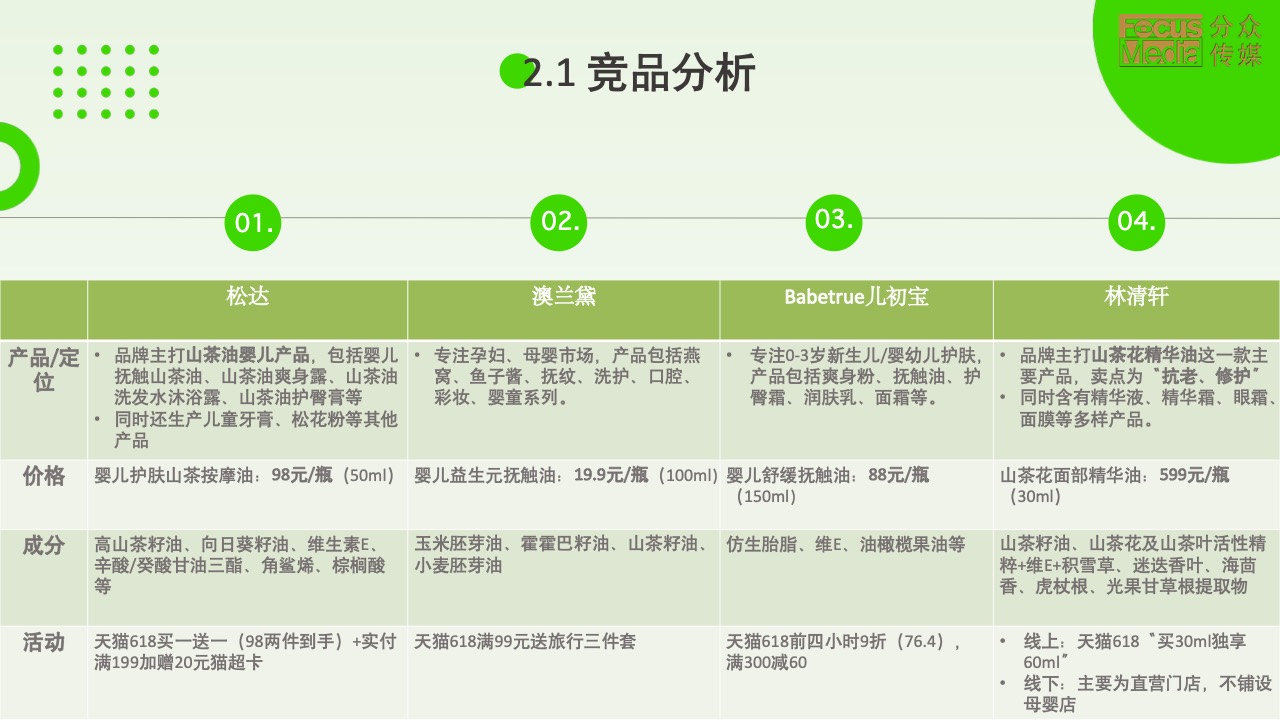 Focus Media
分众传媒
2.1 竞品分析
01.
02.
03.
04.
松达
澳兰黛
Babetrue儿初宝
林清轩
产品/定
位
• 品牌主打山茶油婴儿产品，包括婴儿
抚触山茶油、山茶油爽身露、山茶油
洗发水沐浴露、山茶油护臀膏等
• 同时还生产儿童牙膏、松花粉等其他
产品
• 专注孕妇、母婴市场，产品包括燕
窝、鱼子酱、抚纹、洗护、口腔、
彩妆、婴童系列。
• 专注0-3岁新生儿/婴幼儿护肤，
产品包括爽身粉、抚触油、护
臀霜、润肤乳、面霜等。
• 品牌主打山茶花精华油这一款主
要产品，卖点为〝抗老、修护〞
• 同时含有精华液、精华霜、眼霜、
面膜等多样产品。
价格
婴儿护肤山茶按摩油：98元/瓶（50ml）
婴儿益生元抚触油：19.9元/瓶（100ml）
婴儿舒缓抚触油：88元/瓶
（150ml）
山茶花面部精华油：599元/瓶
（30ml）
成分
高山茶籽油、向日葵籽油、维生素E、
辛酸/癸酸甘油三酯、角鲨烯、棕榈酸
等
玉米胚芽油、霍霍巴籽油、山茶籽油、
小麦胚芽油
仿生胎脂、维E、油橄榄果油等
山茶籽油、山茶花及山茶叶活性精
粹+维E+积雪草、迷迭香叶、海茴
香、虎杖根、光果甘草根提取物
活动
天猫618买一送一（98两件到手）+实付
满199加赠20元猫超卡
天猫618满99元送旅行三件套
天猫618前四小时9折（76.4），
满300减60
• 线上：天猫618〝买30ml独享
60ml〞
• 线下：主要为直营门店，不铺设
母婴店